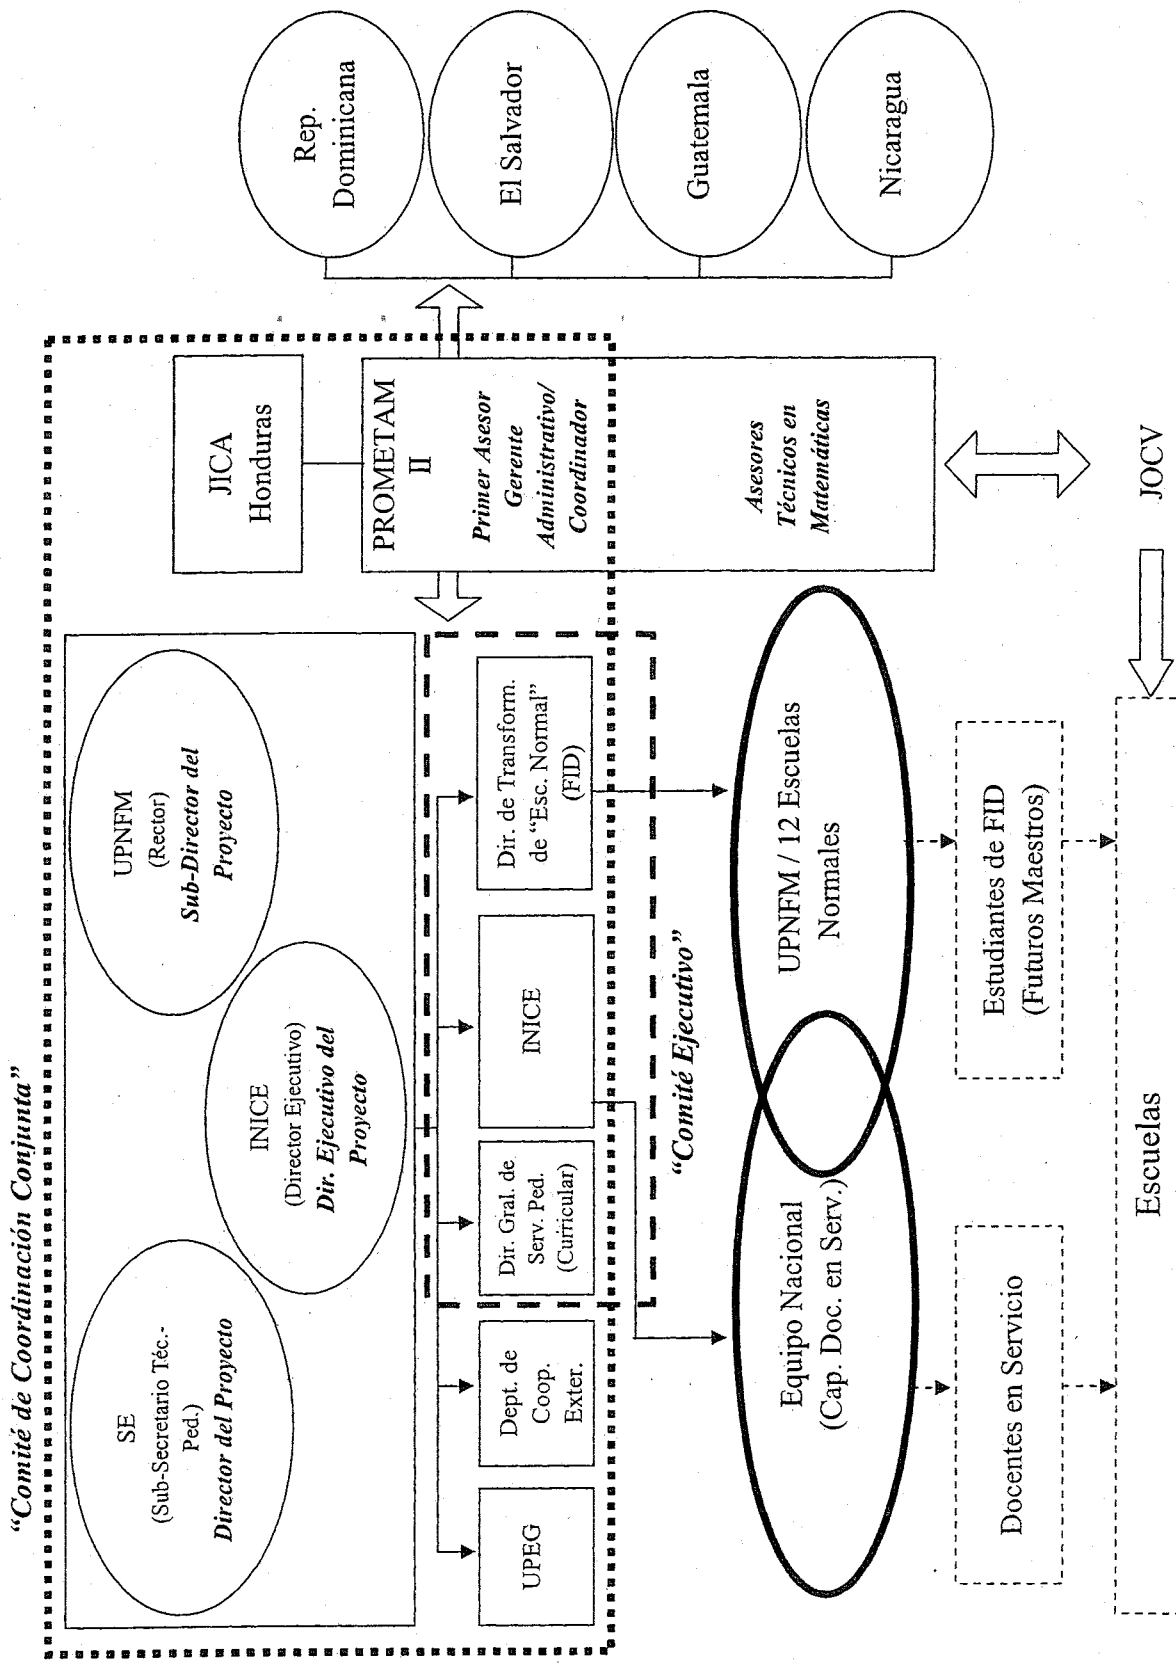 “Comité de Coordinación Conjunta”
SE
(Sub-Secretario Téc.-
Ped.)
Director del Proyecto
INICE
(Director Ejecutivo)
Dir. Ejecutivo del
Proyecto
UPNFM
(Rector)
Sub-Director del
Proyecto
JICA
Honduras
PROMETAM
II
Primer Asesor
Gerente
Administrativo/
Coordinador
Asesores
Técnicos en
Matemáticas
Rep.
Dominicana
El Salvador
Guatemala
Nicaragua
UPEG
Dept. de
Coop.
Exter.
Dir. Gral. de
Serv. Ped.
(Curricular)
INICE
Dir. de Transform.
de “Esc. Normal”
(FID)
“Comité Ejecutivo”
Equipo Nacional
(Cap. Doc. en Serv.)
UPNFM / 12 Escuelas
Normales
Docentes en Servicio
Estudiantes de FID
(Futuros Maestros)
JOCV
Escuelas